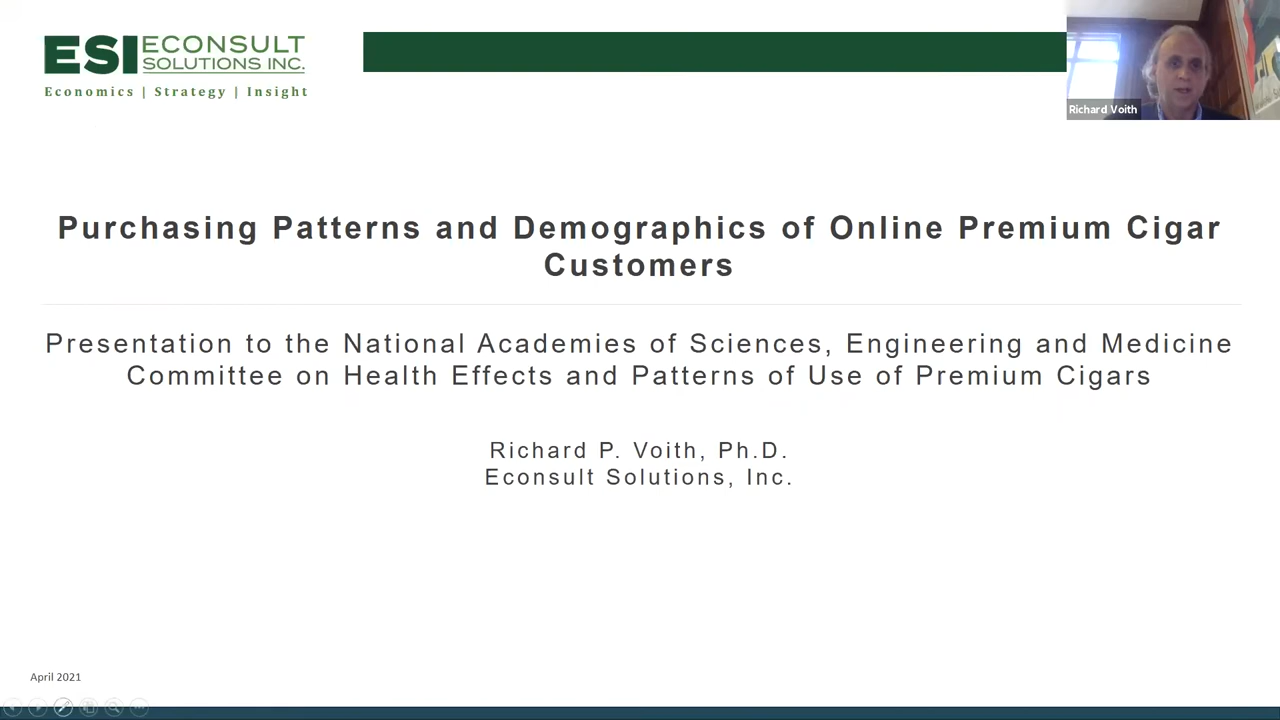 ESI ECONSULT
SOLUTIONS INC.
Economics | Strategy | Insight
Richard Voith
Purchasing Patterns and Demographics of Online Premium Cigar
Customers
Presentation to the National Academies of Sciences, Engineering and Medicine
Committee on Health Effects and Patterns of Use of Premium Cigars
Richard P. Voith, Ph.D.
Econsult Solutions, Inc.
April 2021